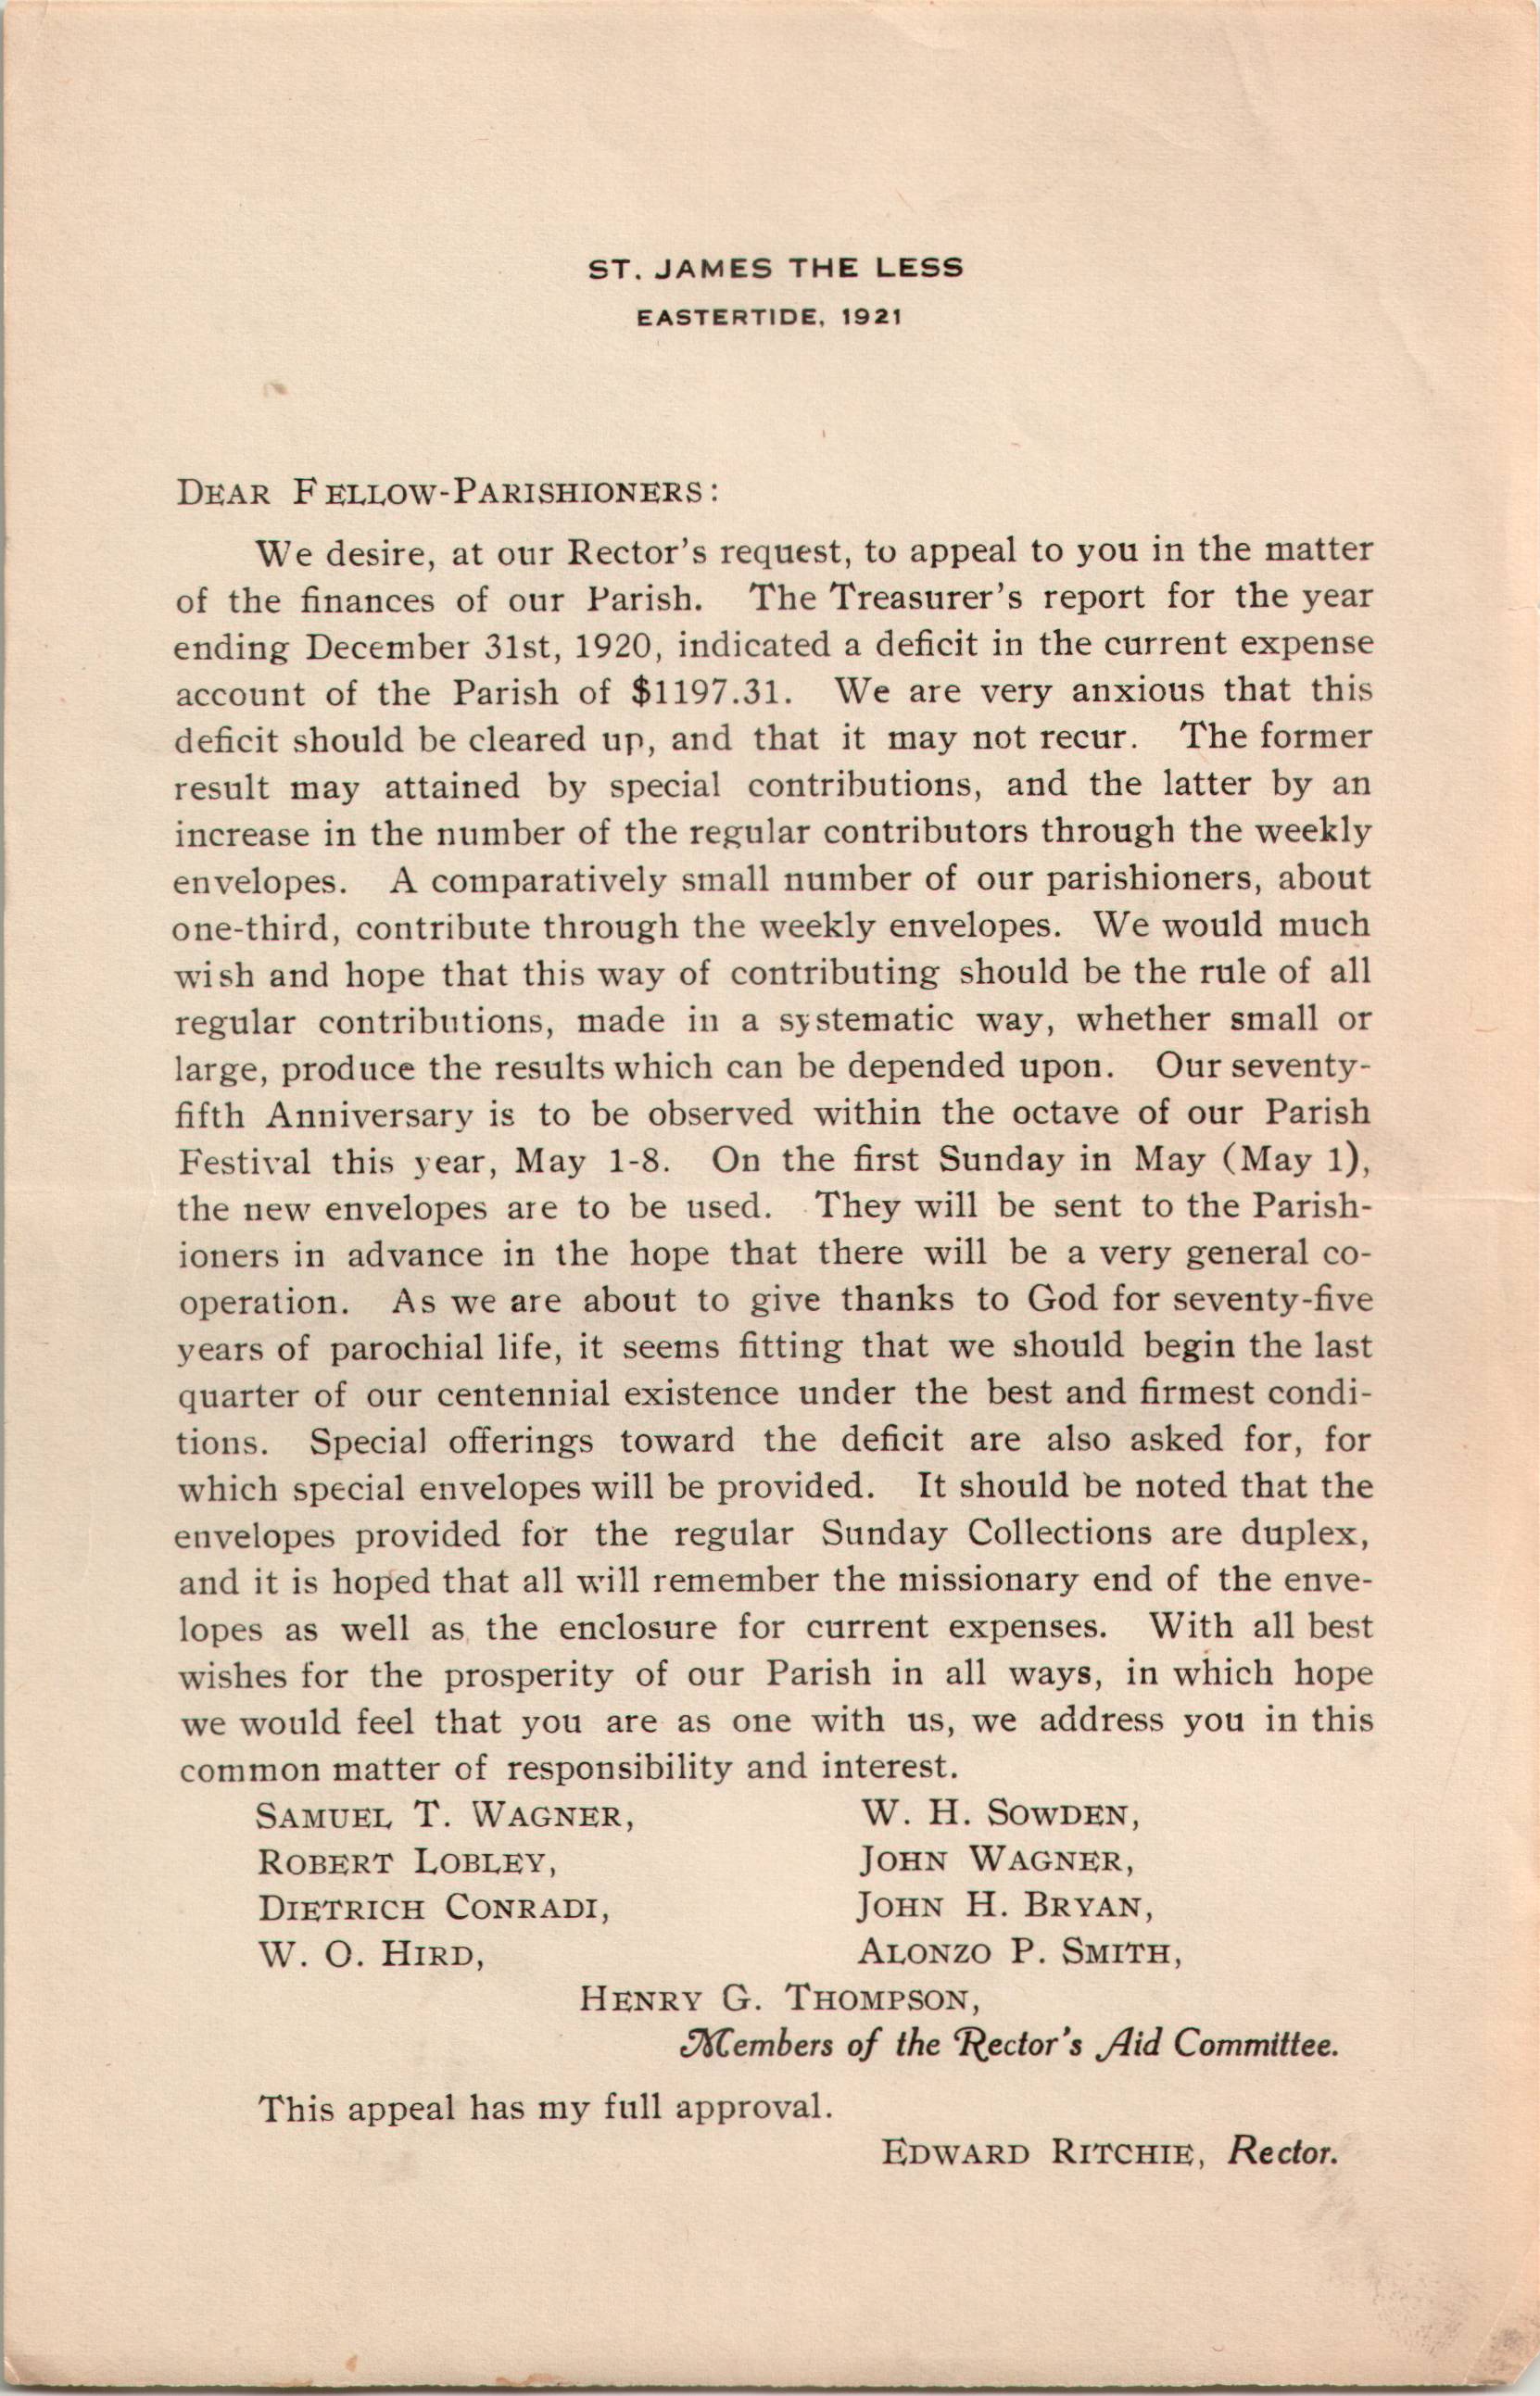 ST. JAMES THE LESS
EASTERTIDE, 1921
DEAR FELLOW-PARISHIONERS:
We desire, at our Rector's request, to appeal to you in the matter
of the finances of our Parish. The Treasurer's report for the year
ending December 31st, 1920, indicated a deficit in the current expense
account of the Parish of $1197.31. We are very anxious that this
deficit should be cleared up, and that it may not recur. The former
result may attained by special contributions, and the latter by an
increase in the number of the regular contributors through the weekly
envelopes. A comparatively small number of our parishioners, about
one-third, contribute through the weekly envelopes. We would much
wish and hope that this way of contributing should be the rule of all
regular contributions, made in a systematic way, whether small or
large, produce the results which can be depended upon. Our seventy-
fifth Anniversary is to be observed within the octave of our Parish
Festival this year, May 1-8. On the first Sunday in May (May 1),
the new envelopes are to be used. They will be sent to the Parish-
ioners in advance in the hope that there will be a very general co-
operation. As we are about to give thanks to God for seventy-five
years of parochial life, it seems fitting that we should begin the last
quarter of our centennial existence under the best and firmest condi-
tions. Special offerings toward the deficit are also asked for, for
which special envelopes will be provided. It should be noted that the
envelopes provided for the regular Sunday Collections are duplex,
and it is hoped that all will remember the missionary end of the enve-
lopes as well as the enclosure for current expenses. With all best
wishes for the prosperity of our Parish in all ways, in which hope
we would feel that you are as one with us, we address you in this
common matter of responsibility and interest.
SAMUEL T. WAGNER, W. H. SOWDEN,
ROBERT LOBLEY, JOHN WAGNER,
DIETRICH CONRADI, JOHN H. BRYAN,
W. O. HIRD, ALONZO P. SMITH,
HENRY G. THOMPSON,
Members of the Rector's Aid Committee.
This appeal has my full approval.
EDWARD RITCHIE, Rector.